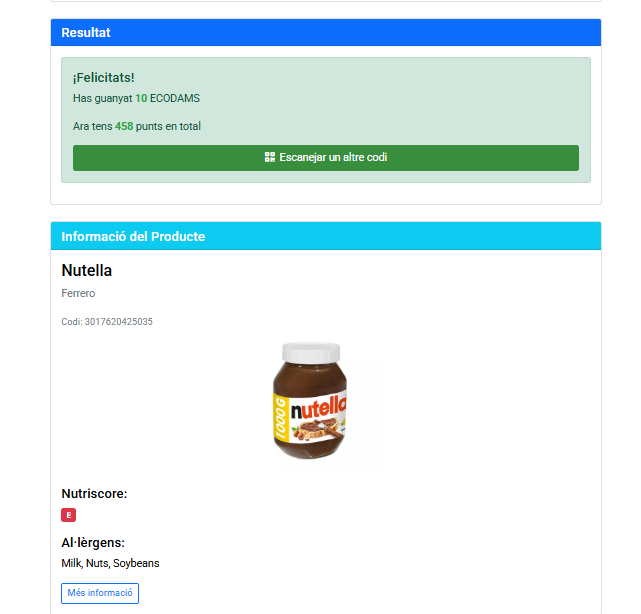 Resultat
¡Felicitats!
Has guanyat 10 ECODAMS
Ara tens 458 punts en total
Escanejar un altre codi
Informació del Producte
Nutella
Ferrero
Codi: 3017620425035
nutella
1000G
Nutriscore:
E
Al·lèrgens:
Milk, Nuts, Soybeans
Més informació